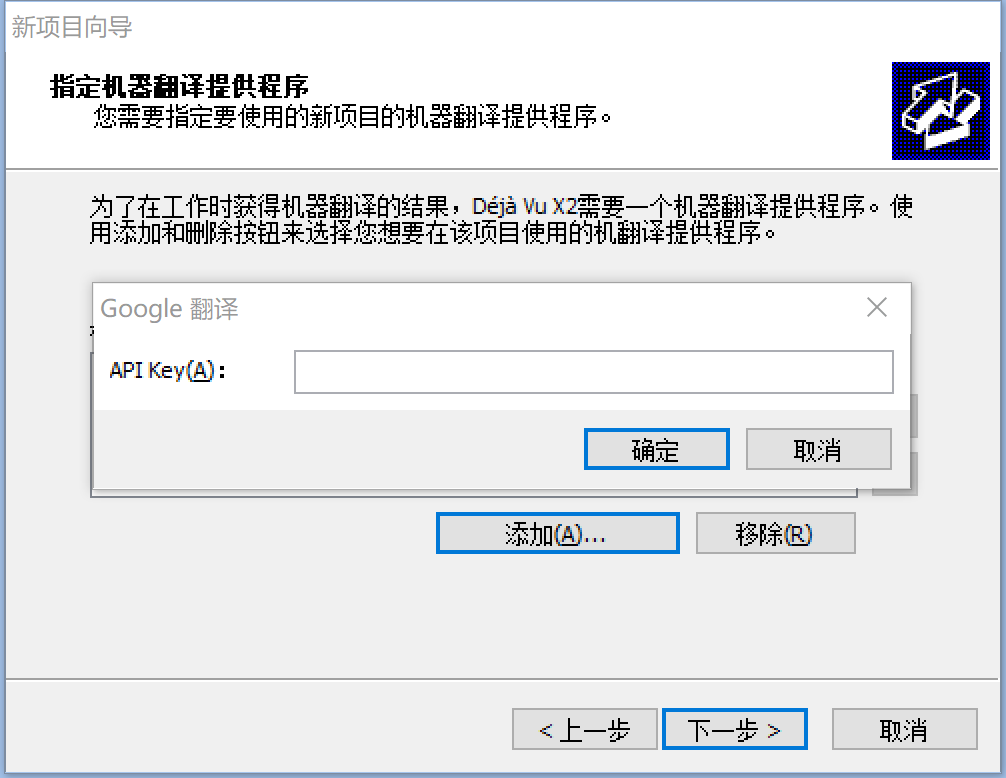 新项目向导
指定机器翻译提供程序
您需要指定要使用的新项目的机器翻译提供程序。
为了在工作时获得机器翻译的结果，Déjà Vu X2需要一个机器翻译提供程序。使
用添加和删除按钮来选择您想要在该项目使用的机翻译提供程序。
Google 翻译
API Key(A)：
确定
取消
添加(A)...
移除(R)
< 上一步
下一步 >
取消